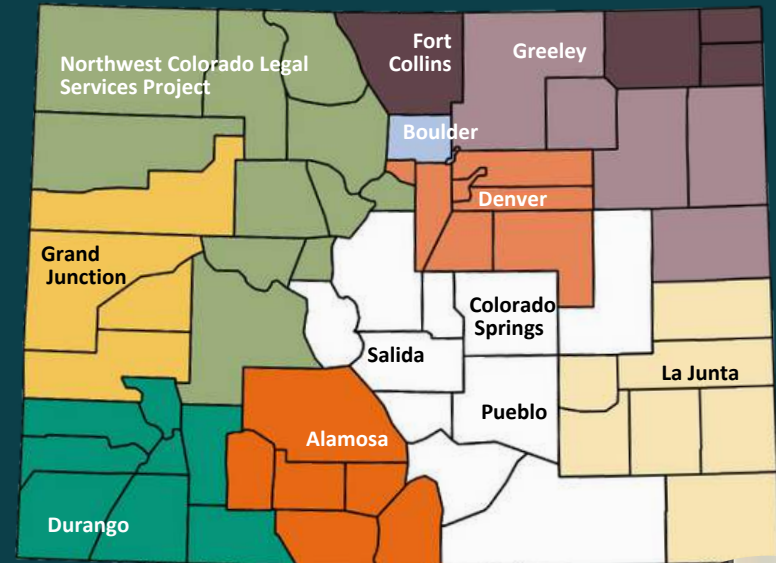 Northwest Colorado Legal
Services Project
Fort
Collins
Greeley
Boulder
Denver
Grand
Junction
Colorado
Springs
Salida
La Junta
Pueblo
Alamosa
Durango